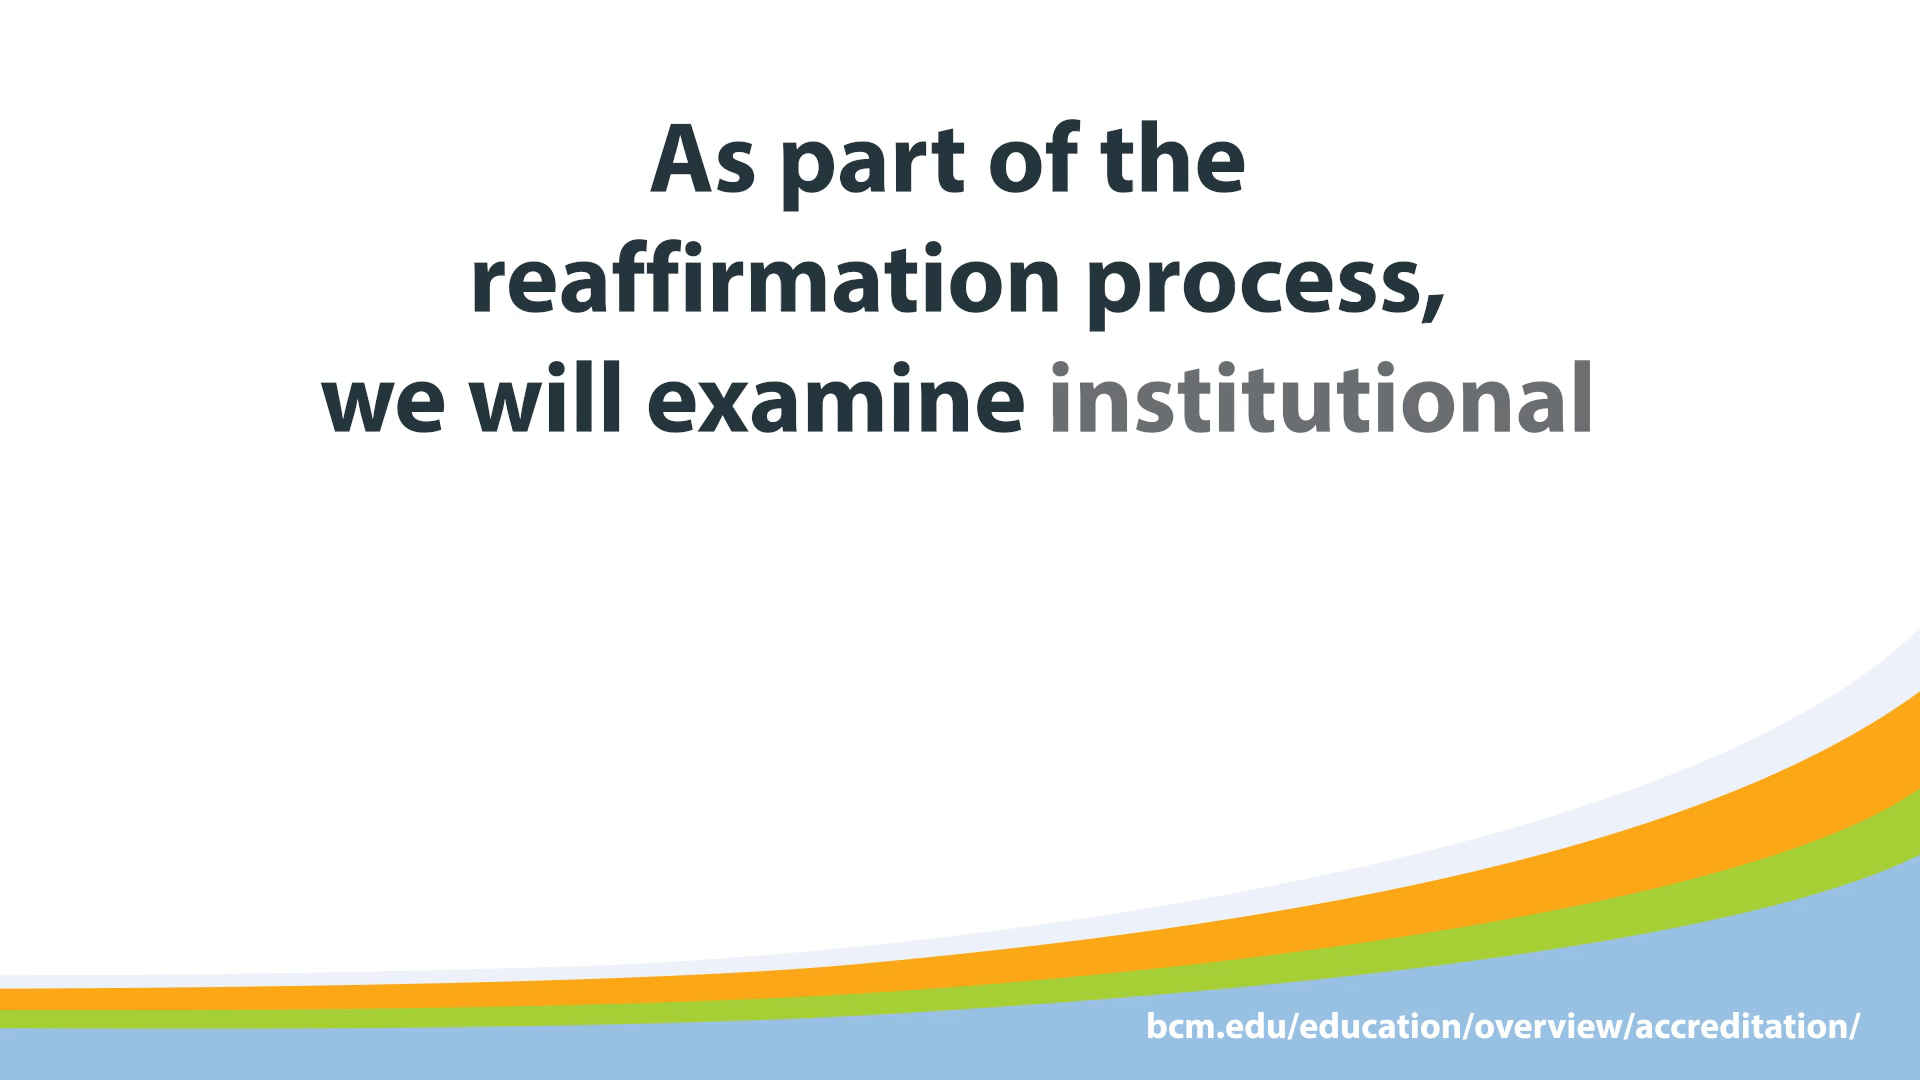 As part of the
reaffirmation process,
we will examine institutional
bcm.edu/education/overview/accreditation/